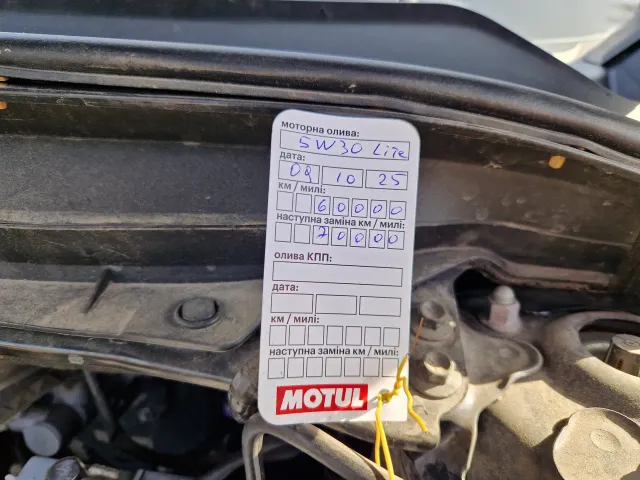 моторна олива:
5W30 Lite
дата:
09 10 25
км / милі:
60000
наступна заміна км / милі:
70000
олива КПП:
дата:
км / милі:
наступна заміна км / милі:
MOTUL